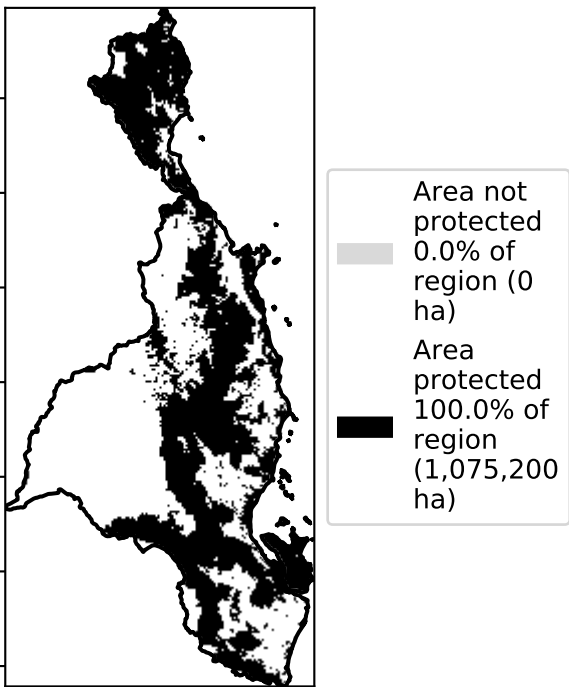 Area not
protected
0.0% of
region (0
ha)
Area
protected
100.0% of
region
(1,075,200
ha)